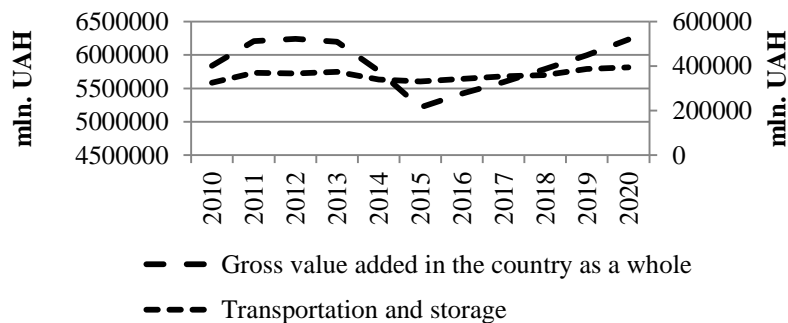 6500000
6000000
5500000
5000000
4500000
mln. UAH
600000
400000
200000
0
mln. UAH
2010 2011 2012 2013 2014 2015 2016 2017 2018 2019 2020
Gross value added in the country as a whole
Transportation and storage